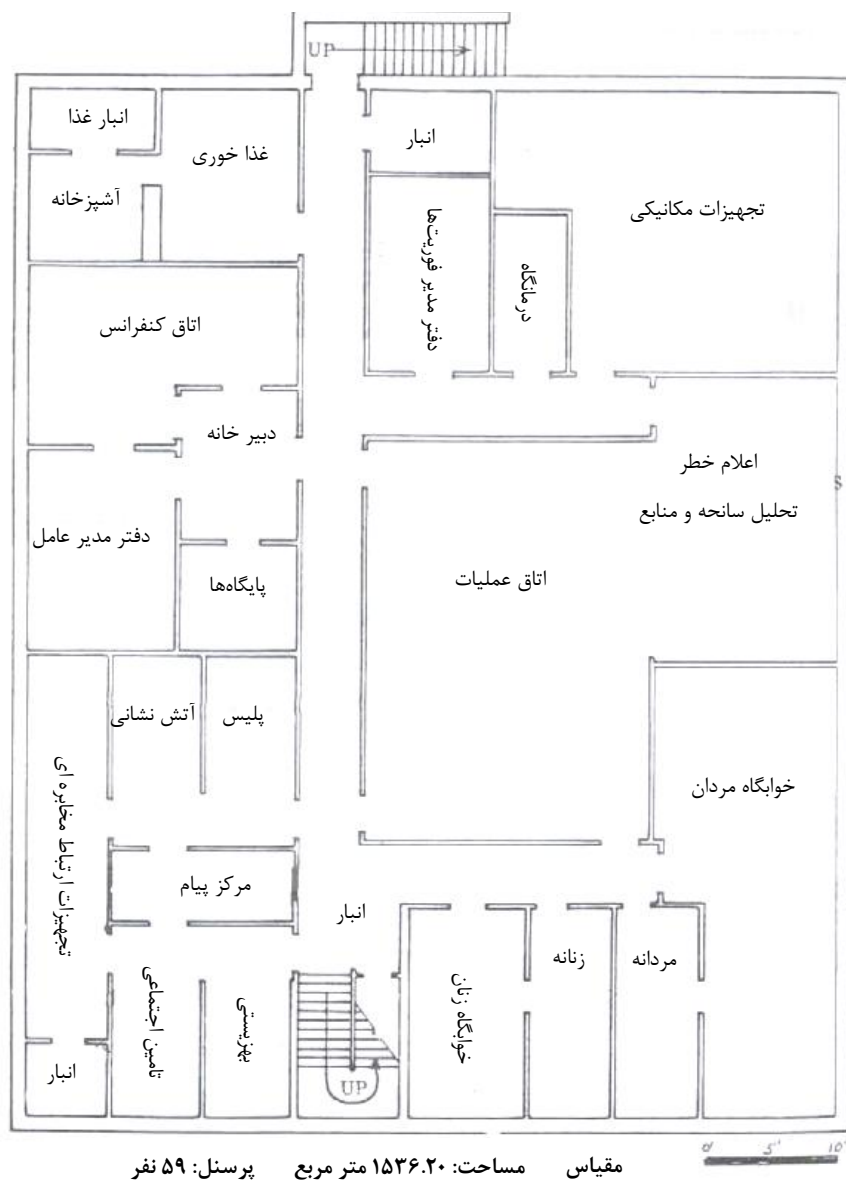 UP
انبار غذا
انبار
غذا خوری
آشپزخانه
تجهیزات مکانیکی
دفتر مدیر فوریت‌ها
درمانگاه
اتاق کنفرانس
دبیر خانه
اعلام خطر
تحلیل سانحه و منابع
S
دفتر مدیر عامل
اتاق عملیات
پایگاه‌ها
پلیس
آتش نشانی
تجهیزات ارتباط مخابره ای
خوابگاه مردان
مرکز پیام
انبار
زنانه
مردانه
خوابگاه زنان
تامین اجتماعی
بهزیستی
انبار
UP
0 5' 10'
مقیاس مساحت: ۱۵۳۶.۲۰ متر مربع پرسنل: ۵۹ نفر